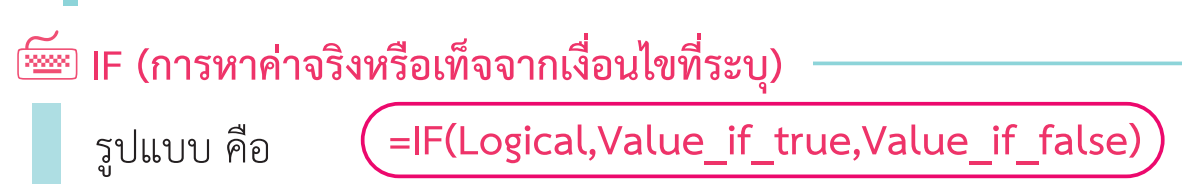 IF (การหาค่าจริงหรือเท็จจากเงื่อนไขที่ระบุ)
รูปแบบ คือ =IF(Logical,Value_if_true,Value_if_false)